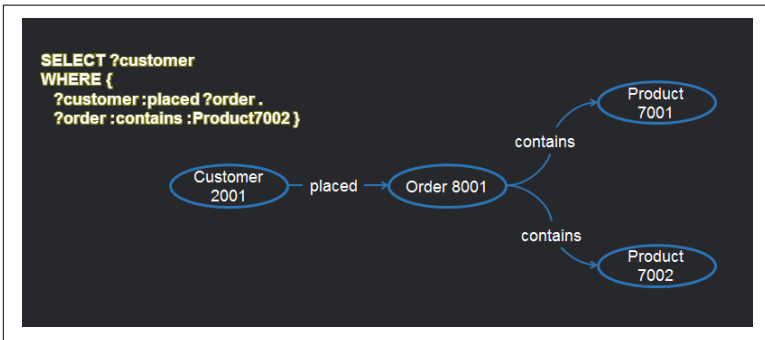 SELECT ?customer
WHERE {
?customer :placed ?order .
?order :contains :Product7002 }
Product
7001
contains
Customer
2001
placed
Order 8001
contains
Product
7002